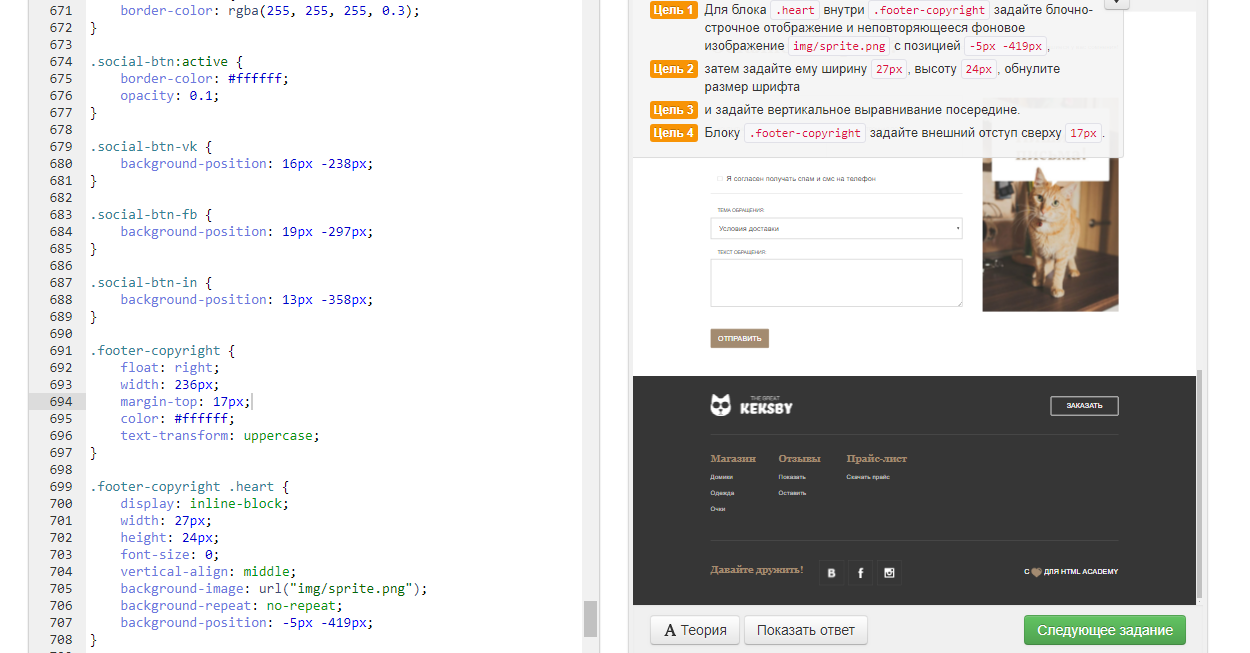 671 border-color: rgba(255, 255, 255, 0.3);
672 }
673
674 .social-btn:active {
675 border-color: #ffffff;
676 opacity: 0.1;
677 }
678
679 .social-btn-vk {
680 background-position: 16px -238px;
681 }
682
683 .social-btn-fb {
684 background-position: 19px -297px;
685 }
686
687 .social-btn-in {
688 background-position: 13px -358px;
689 }
690
691 .footer-copyright {
692 float: right;
693 width: 236px;
694 margin-top: 17px;
695 color: #ffffff;
696 text-transform: uppercase;
697 }
698
699 .footer-copyright .heart {
700 display: inline-block;
701 width: 27px;
702 height: 24px;
703 font-size: 0;
704 vertical-align: middle;
705 background-image: url("img/sprite.png");
706 background-repeat: no-repeat;
707 background-position: -5px -419px;
708 }
Цель 1 Для блока .heart внутри .footer-copyright задайте блочно-
строчное отображение и неповторяющееся фоновое
изображение img/sprite.png с позицией -5px -419px,
Цель 2 затем задайте ему ширину 27px, высоту 24px, обнулите
размер шрифта
Цель 3 и задайте вертикальное выравнивание посередине.
Цель 4 Блоку .footer-copyright задайте внешний отступ сверху 17px.
Я согласен получать спам и смс на телефон
ТЕМА ОБРАЩЕНИЯ:
Условия доставки
ТЕКСТ ОБРАЩЕНИЯ:
ОТПРАВИТЬ
THE GREAT
KEKSBY
ЗАКАЗАТЬ
Магазин Отзывы Прайс-лист
Домики Показать Скачать прайс
Одежда Оставить
Очки
Давайте дружить! B f
С ДЛЯ HTML ACADEMY
A Теория Показать ответ Следующее задание